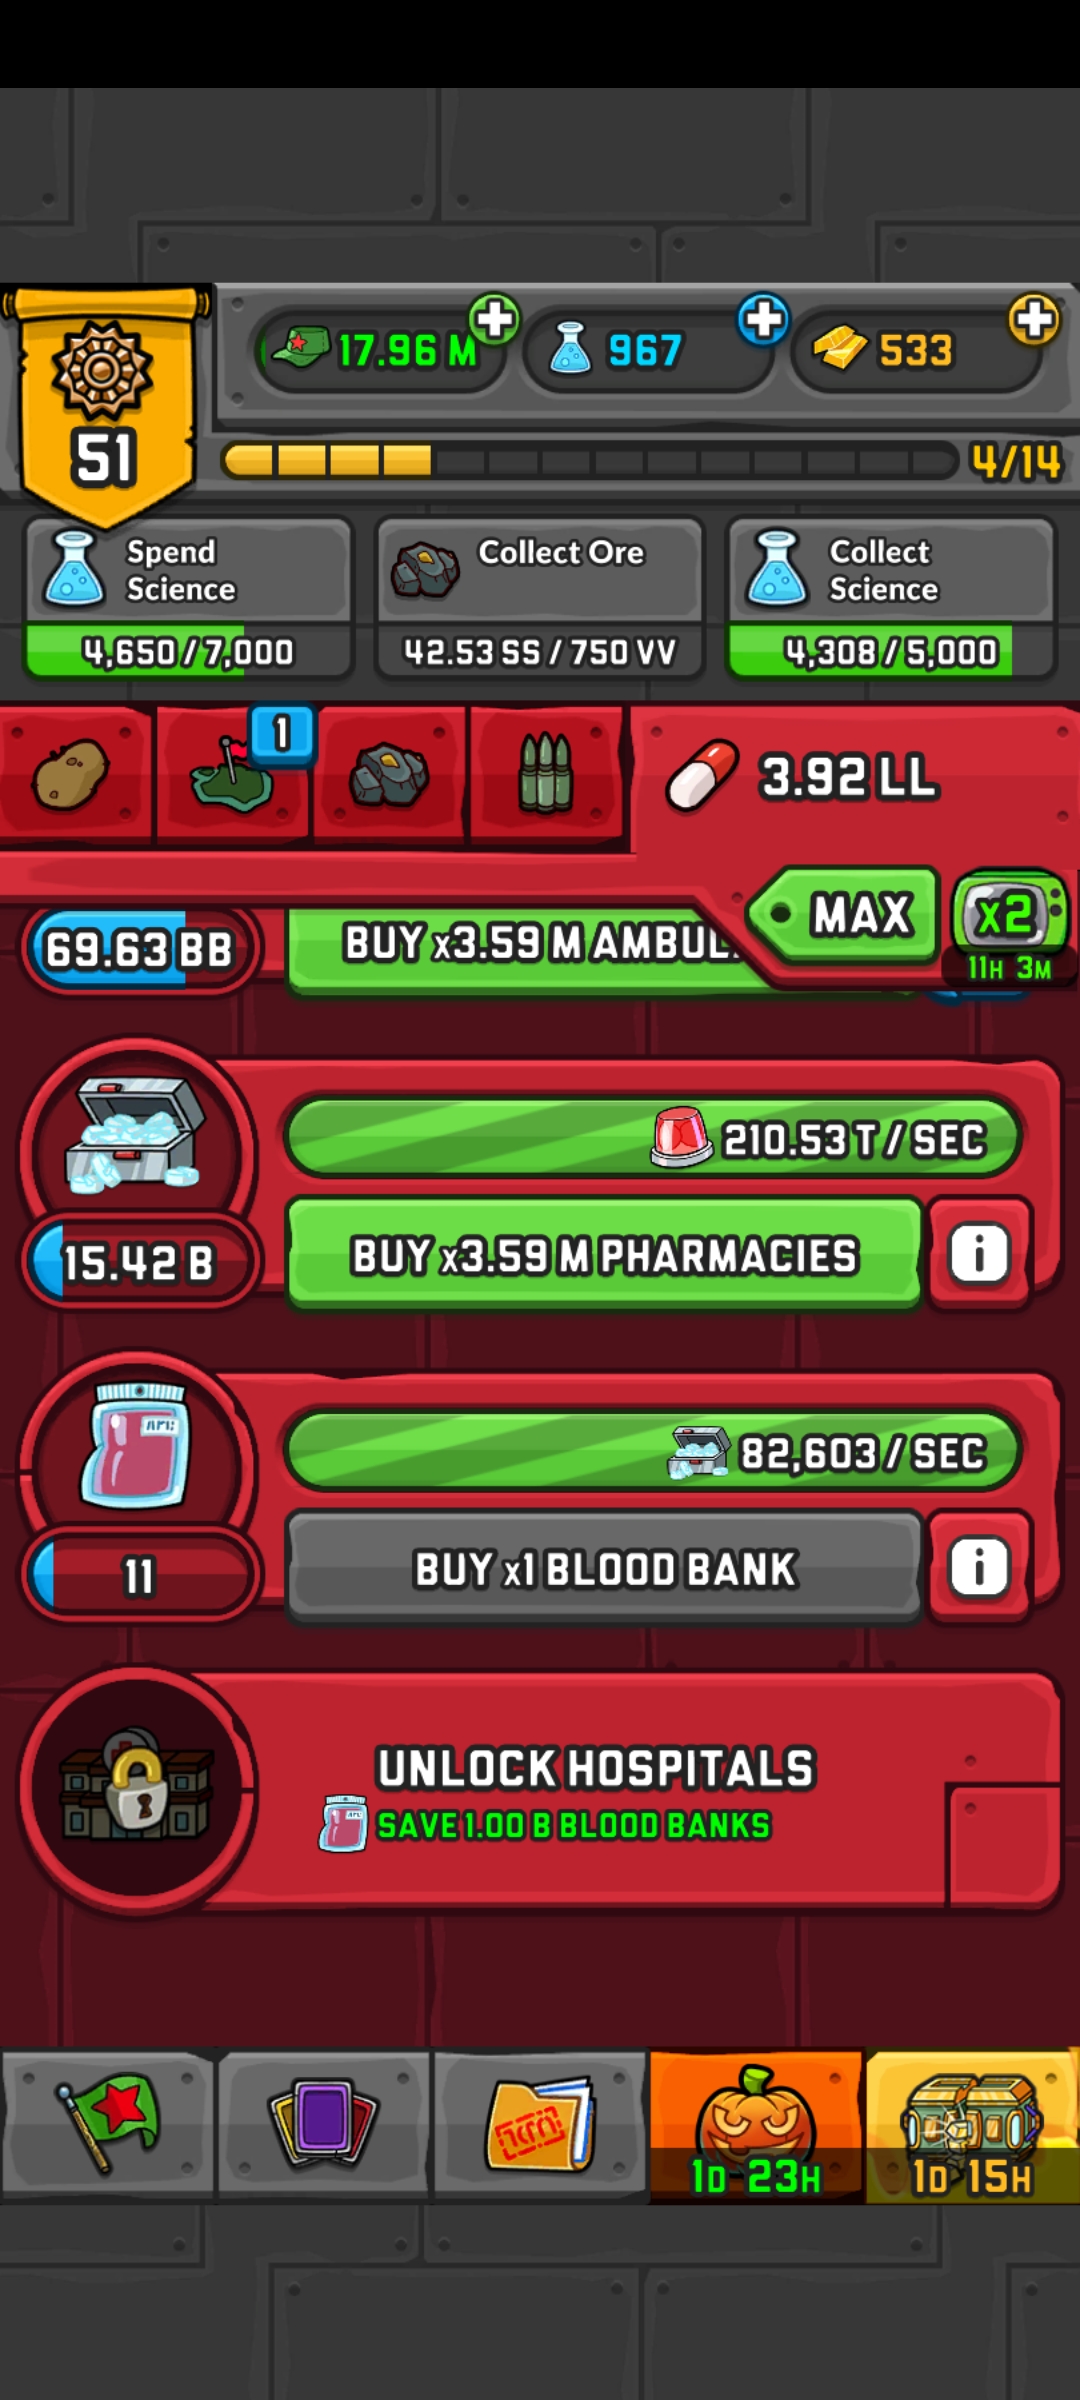 17.96 M
967
533
51
4/14
Spend
Science
4,650/7,000
Collect Ore
42.53 SS/750 VV
Collect
Science
4,308/5,000
1
3.92 LL
MAX
x2
11H 3M
69.63 BB
BUY x3.59 M AMBUL
210.53 T/SEC
15.42 B
BUY x3.59 M PHARMACIES
i
82,603/SEC
11
BUY x1 BLOOD BANK
i
UNLOCK HOSPITALS
SAVE 1.00 B BLOOD BANKS
1D 23H
1D 15H